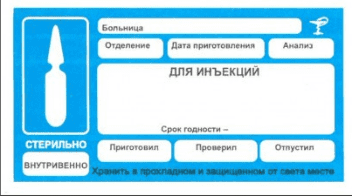 Больница
Отделение Дата приготовления Анализ
ДЛЯ ИНЪЕКЦИЙ
Срок годности –
СТЕРИЛЬНО
Приготовил Проверил Отпустил
ВНУТРИВЕННО
Хранить в прохладном и защищенном от света месте